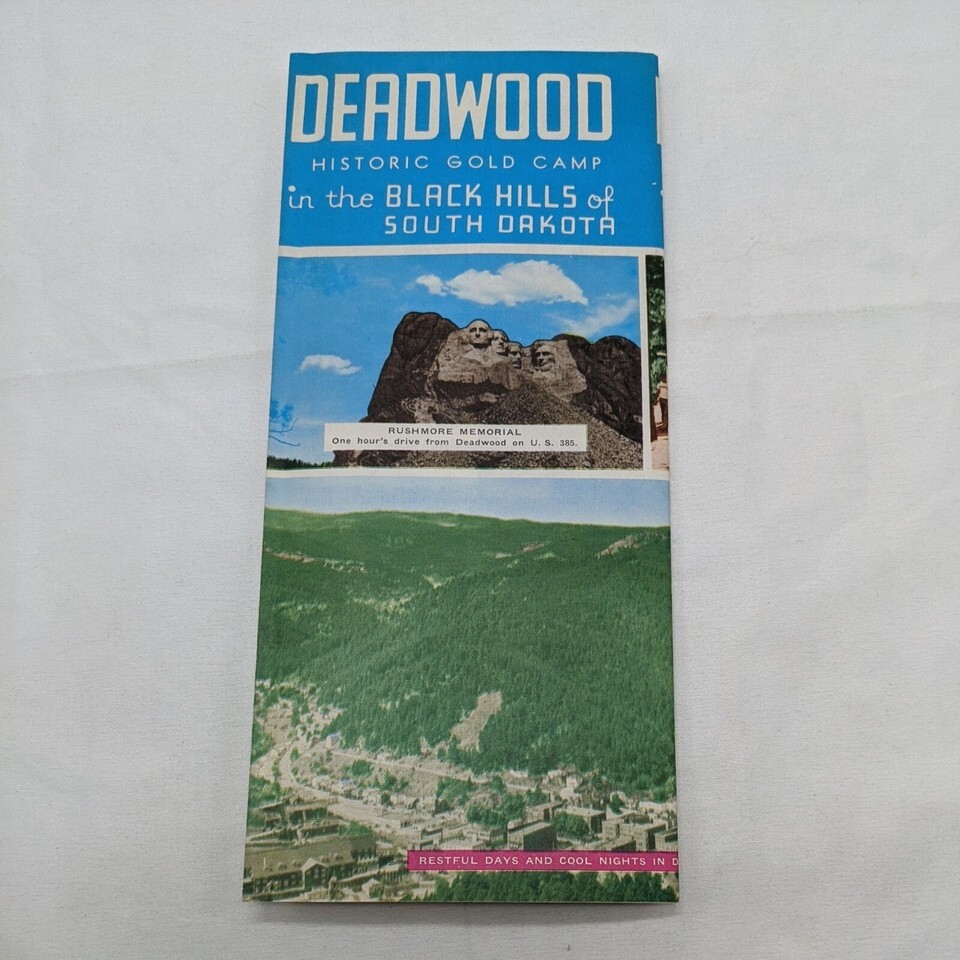 DEADWOOD
HISTORIC GOLD CAMP
in the BLACK HILLS of
SOUTH DAKOTA
RUSHMORE MEMORIAL
One hour's drive from Deadwood on U. S. 385.
RESTFUL DAYS AND COOL NIGHTS IN D